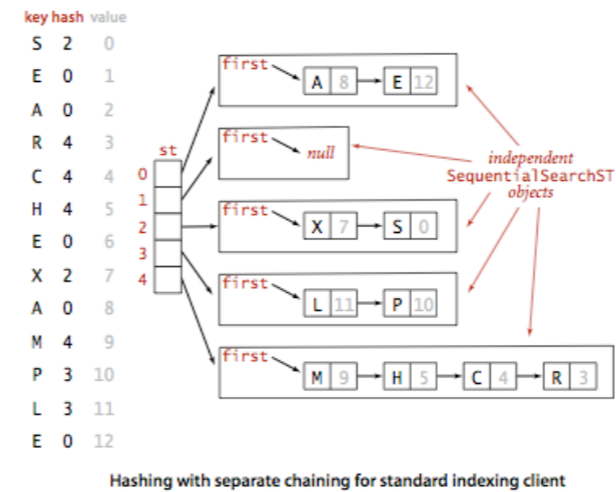 key hash value
S 2 0
E 0 1
A 0 2
R 4 3
C 4 4
H 4 5
E 0 6
X 2 7
A 0 8
M 4 9
P 3 10
L 3 11
E 0 12
st
0
1
2
3
4
first
A 8 E 12
first
null
first
X 7 S 0
first
L 11 P 10
first
M 9 H 5 C 4 R 3
independent
SequentialSearchST
objects
Hashing with separate chaining for standard indexing client